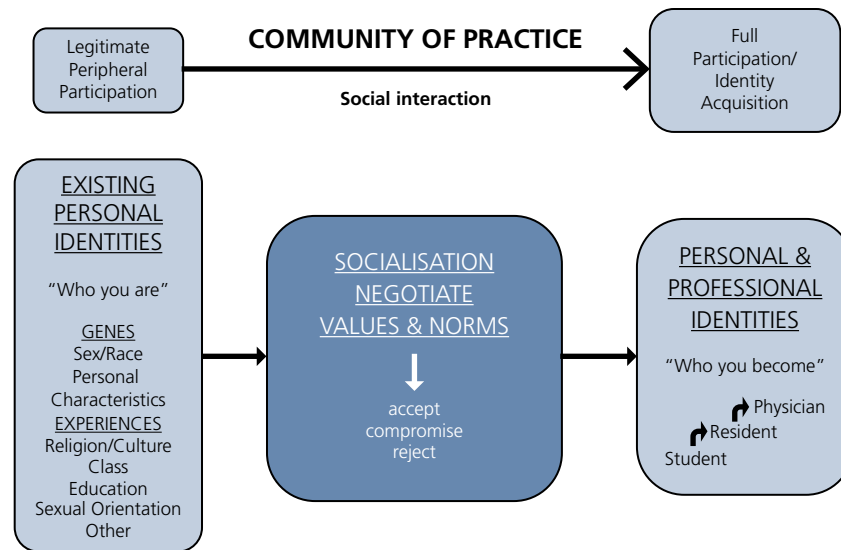 Legitimate
Peripheral
Participation
COMMUNITY OF PRACTICE
Social interaction
Full
Participation/
Identity
Acquisition
EXISTING
PERSONAL
IDENTITIES
“Who you are”
GENES
Sex/Race
Personal
Characteristics
EXPERIENCES
Religion/Culture
Class
Education
Sexual Orientation
Other
SOCIALISATION
NEGOTIATE
VALUES & NORMS
accept
compromise
reject
PERSONAL &
PROFESSIONAL
IDENTITIES
“Who you become”
Physician
Resident
Student